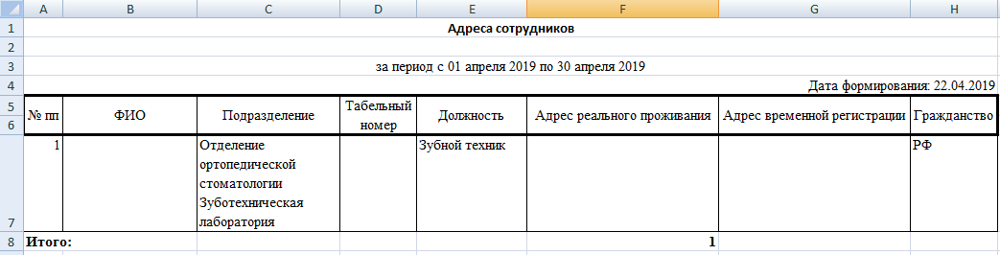 A B C D E F G H
1 Адреса сотрудников
2
3 за период с 01 апреля 2019 по 30 апреля 2019
4 Дата формирования: 22.04.2019
5 № пп ФИО Подразделение Табельный Должность Адрес реального проживания Адрес временной регистрации Гражданство
6 номер
1 Отделение Зубной техник РФ
ортопедической
стоматологии
Зуботехническая
7 лаборатория
8 Итого: 1